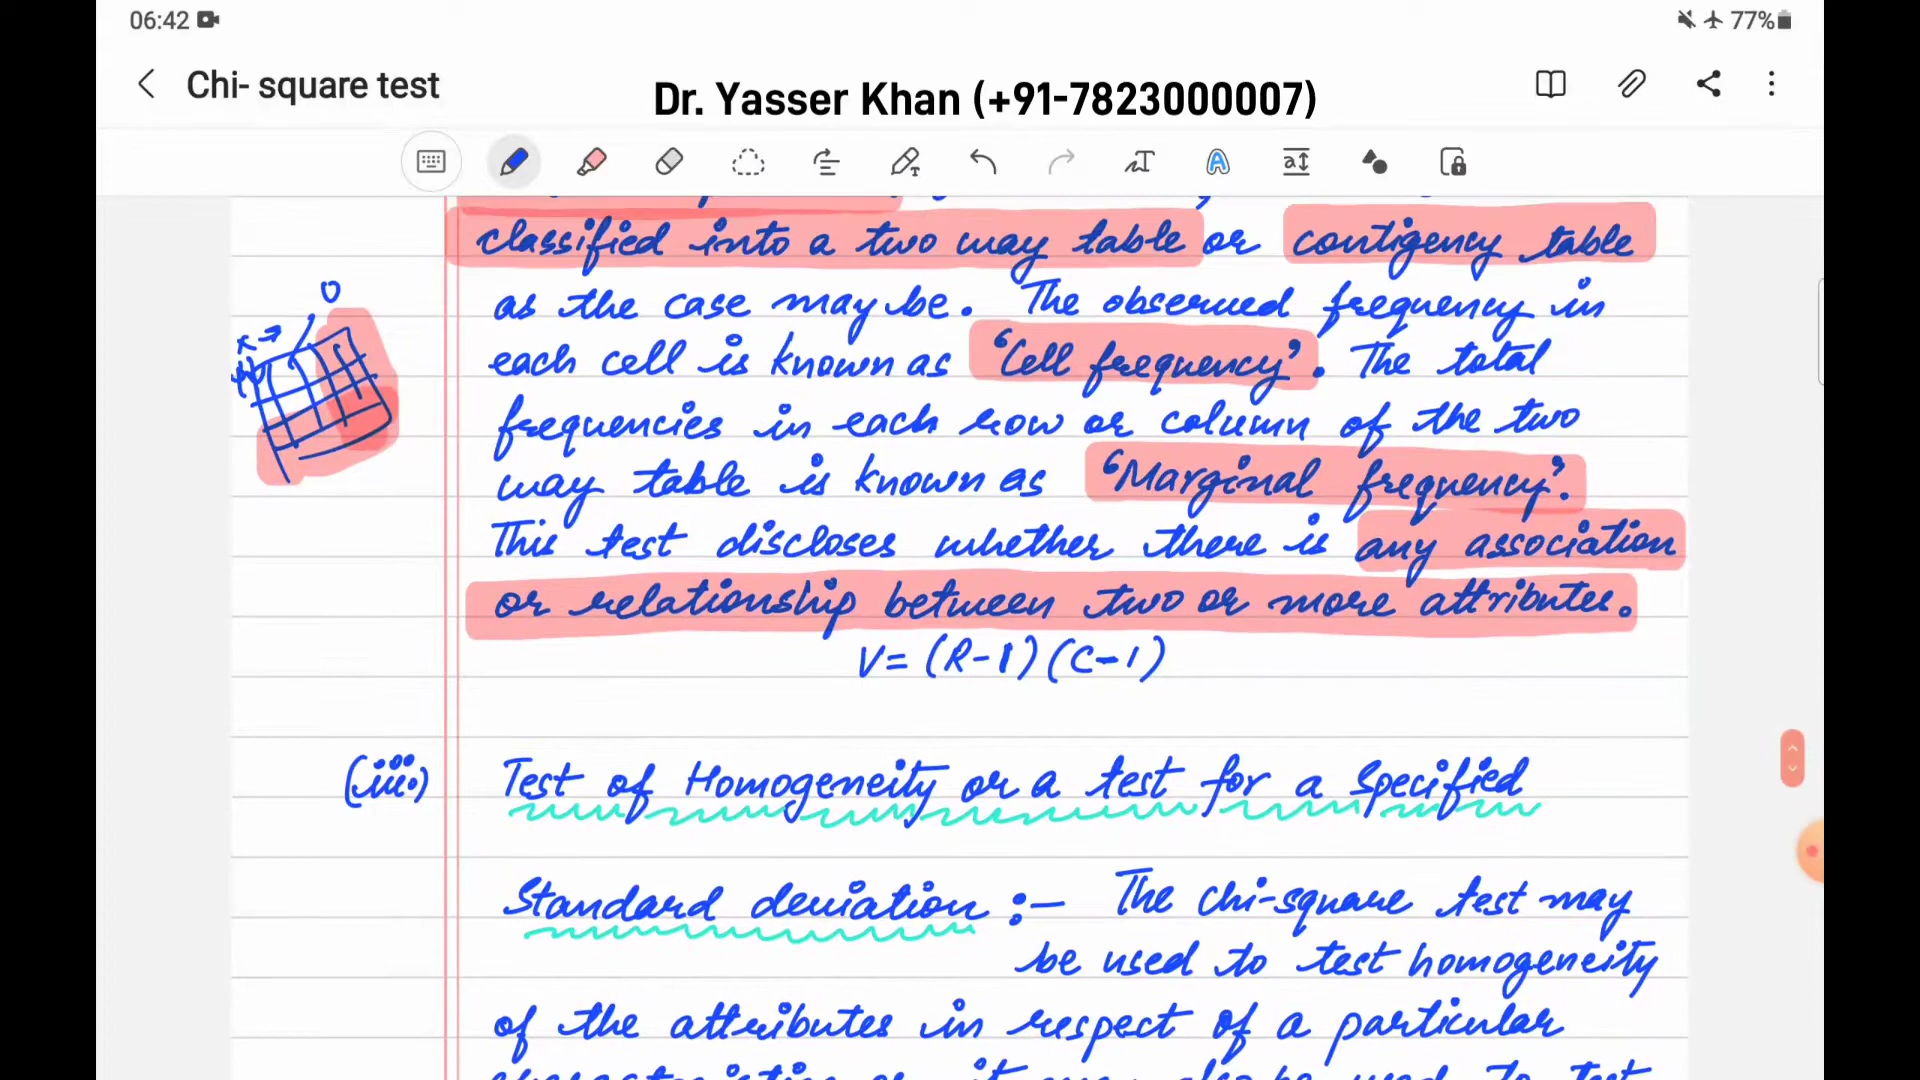 06:42
77%
Chi- square test
Dr. Yasser Khan (+91-7823000007)
classified into a two way table or contigency table
as the case may be. The observed frequency in
each cell is known as 'Cell frequency'. The total
frequencies in each row or column of the two
way table is known as 'Marginal frequency'.
This test discloses whether there is any association
or relationship between two or more attributes.
V= (R-1) (C-1)
(iii) Test of Homogeneity or a test for a Specified
Standard deviation :- The chi-square test may
be used to test homogeneity
of the attributes in respect of a particular